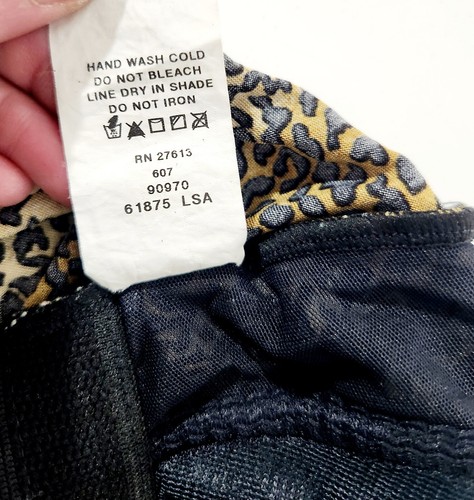 HAND WASH COLD
DO NOT BLEACH
LINE DRY IN SHADE
DO NOT IRON
RN 27613
607
90970
61875 LSA